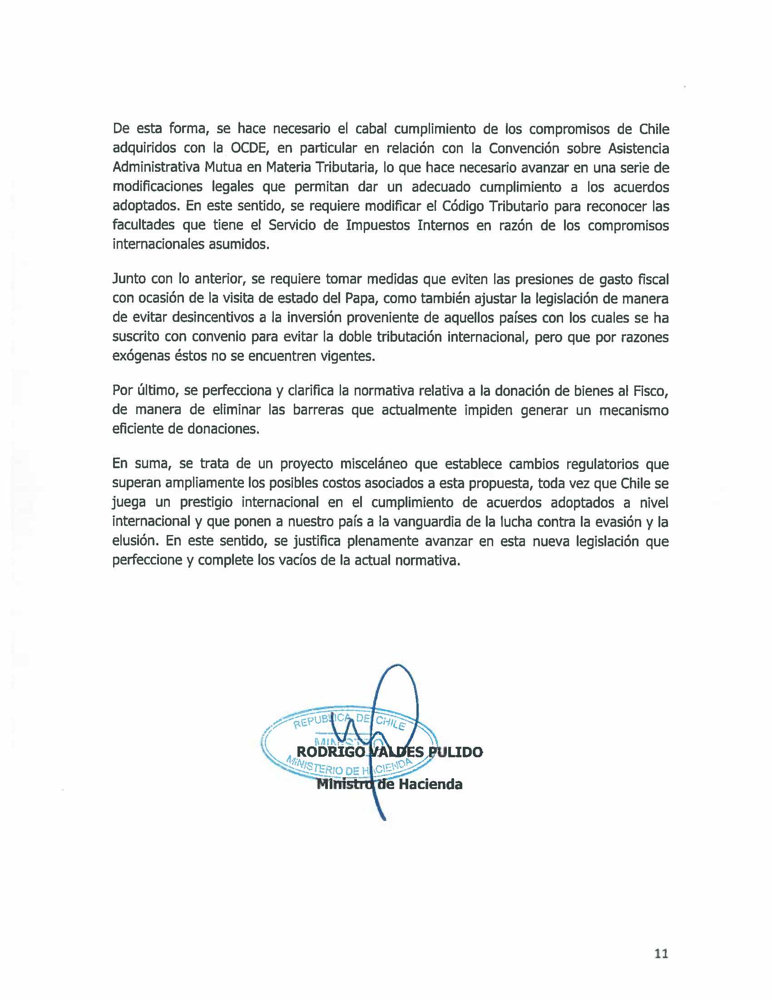 De esta forma, se hace necesario el cabal cumplimiento de los compromisos de Chile
adquiridos con la OCDE, en particular en relación con la Convención sobre Asistencia
Administrativa Mutua en Materia Tributaria, lo que hace necesario avanzar en una serie de
modificaciones legales que permitan dar un adecuado cumplimiento a los acuerdos
adoptados. En este sentido, se requiere modificar el Código Tributario para reconocer las
facultades que tiene el Servicio de Impuestos Internos en razón de los compromisos
internacionales asumidos.
Junto con lo anterior, se requiere tomar medidas que eviten las presiones de gasto fiscal
con ocasión de la visita de estado del Papa, como también ajustar la legislación de manera
de evitar desincentivos a la inversión proveniente de aquellos países con los cuales se ha
suscrito con convenio para evitar la doble tributación internacional, pero que por razones
exógenas éstos no se encuentren vigentes.
Por último, se perfecciona y clarifica la normativa relativa a la donación de bienes al Fisco,
de manera de eliminar las barreras que actualmente impiden generar un mecanismo
eficiente de donaciones.
En suma, se trata de un proyecto misceláneo que establece cambios regulatorios que
superan ampliamente los posibles costos asociados a esta propuesta, toda vez que Chile se
juega un prestigio internacional en el cumplimiento de acuerdos adoptados a nivel
internacional y que ponen a nuestro país a la vanguardia de la lucha contra la evasión y la
elusión. En este sentido, se justifica plenamente avanzar en esta nueva legislación que
perfeccione y complete los vacíos de la actual normativa.
REPUBLICA DE CHILE
MINISTRO
RODRIGO VALDES PULIDO
MINISTERIO DE HACIENDA
Ministro de Hacienda
11